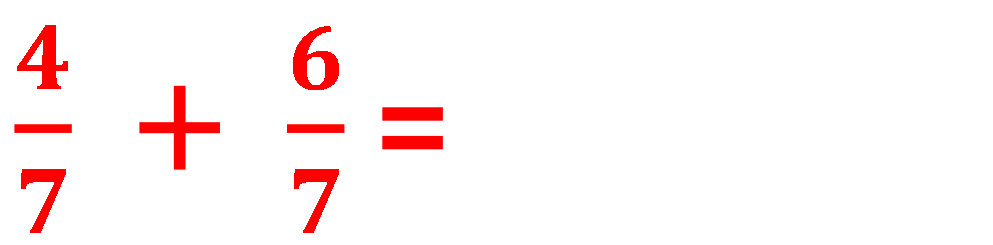 4/7 + 6/7 =